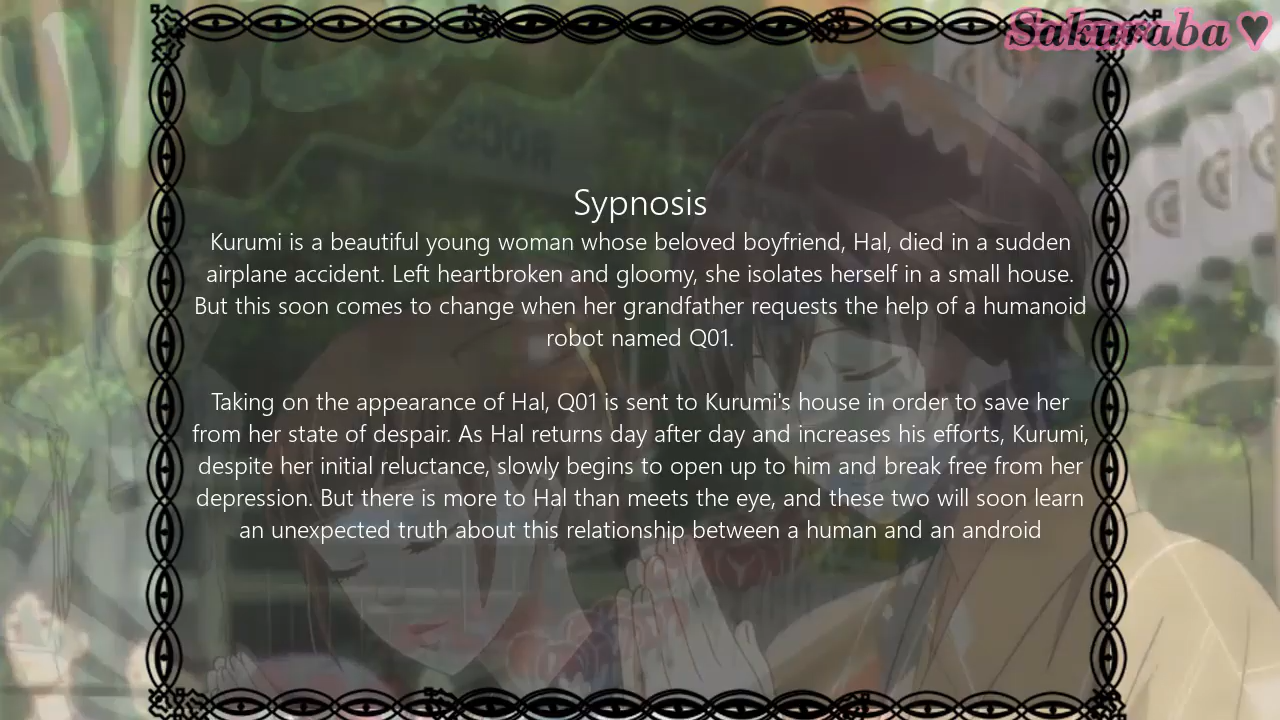 Sakuraba ♥
Sypnosis
Kurumi is a beautiful young woman whose beloved boyfriend, Hal, died in a sudden
airplane accident. Left heartbroken and gloomy, she isolates herself in a small house.
But this soon comes to change when her grandfather requests the help of a humanoid
robot named Q01.
Taking on the appearance of Hal, Q01 is sent to Kurumi's house in order to save her
from her state of despair. As Hal returns day after day and increases his efforts, Kurumi,
despite her initial reluctance, slowly begins to open up to him and break free from her
depression. But there is more to Hal than meets the eye, and these two will soon learn
an unexpected truth about this relationship between a human and an android